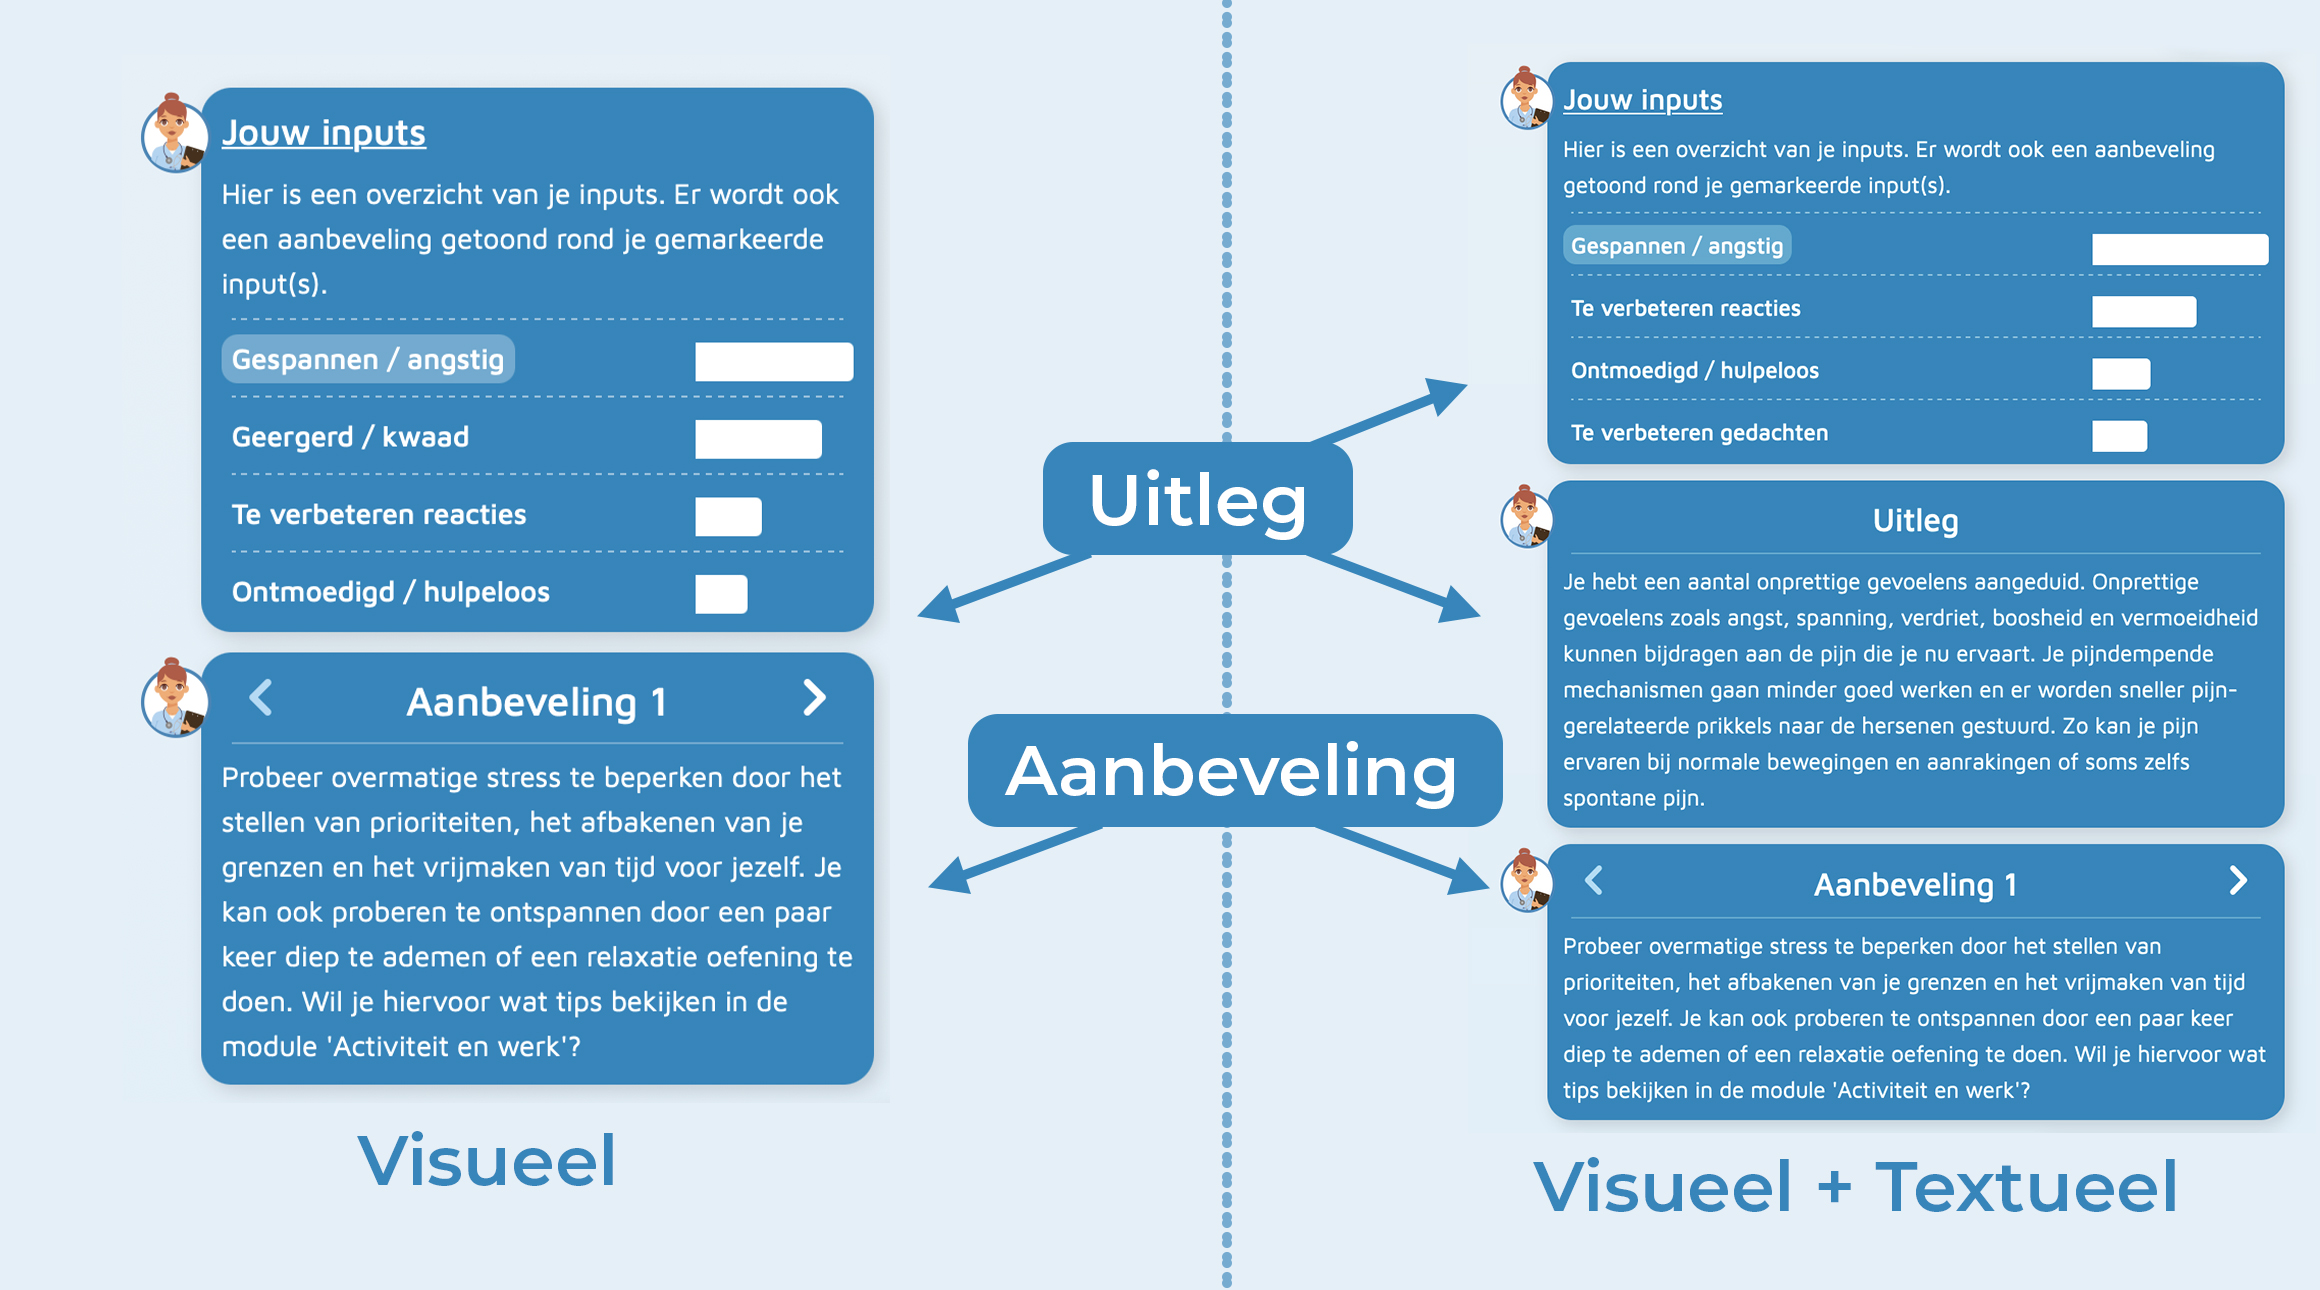 Jouw inputs
Hier is een overzicht van je inputs. Er wordt ook
een aanbeveling getoond rond je gemarkeerde
input(s).
Gespannen / angstig
Geergerd / kwaad
Te verbeteren reacties
Ontmoedigd / hulpeloos
Aanbeveling 1
Probeer overmatige stress te beperken door het
stellen van prioriteiten, het afbakenen van je
grenzen en het vrijmaken van tijd voor jezelf. Je
kan ook proberen te ontspannen door een paar
keer diep te ademen of een relaxatie oefening te
doen. Wil je hiervoor wat tips bekijken in de
module 'Activiteit en werk'?
Visueel
Uitleg
Aanbeveling
Jouw inputs
Hier is een overzicht van je inputs. Er wordt ook een aanbeveling
getoond rond je gemarkeerde input(s).
Gespannen / angstig
Te verbeteren reacties
Ontmoedigd / hulpeloos
Te verbeteren gedachten
Uitleg
Je hebt een aantal onprettige gevoelens aangeduid. Onprettige
gevoelens zoals angst, spanning, verdriet, boosheid en vermoeidheid
kunnen bijdragen aan de pijn die je nu ervaart. Je pijndempende
mechanismen gaan minder goed werken en er worden sneller pijn-
gerelateerde prikkels naar de hersenen gestuurd. Zo kan je pijn
ervaren bij normale bewegingen en aanrakingen of soms zelfs
spontane pijn.
Aanbeveling 1
Probeer overmatige stress te beperken door het stellen van
prioriteiten, het afbakenen van je grenzen en het vrijmaken van tijd
voor jezelf. Je kan ook proberen te ontspannen door een paar keer
diep te ademen of een relaxatie oefening te doen. Wil je hiervoor wat
tips bekijken in de module 'Activiteit en werk'?
Visueel + Textueel